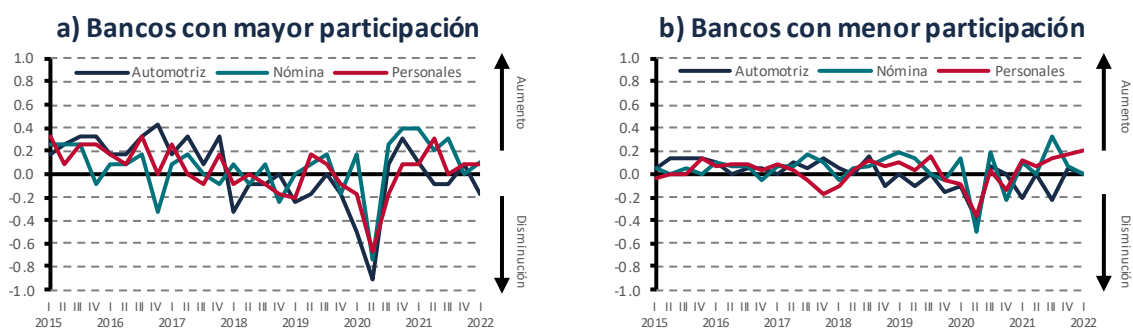 a) Bancos con mayor participación
1.0
0.8
0.6
0.4
0.2
0.0
-0.2
-0.4
-0.6
-0.8
-1.0
Automotriz Nómina Personales
Aumento
Disminución
I II III IV I II III IV I II III IV I II III IV I II III IV I II III IV I II III IV I
2015 2016 2017 2018 2019 2020 2021 2022
b) Bancos con menor participación
1.0
0.8
0.6
0.4
0.2
0.0
-0.2
-0.4
-0.6
-0.8
-1.0
Automotriz Nómina Personales
Aumento
Disminución
I II III IV I II III IV I II III IV I II III IV I II III IV I II III IV I II III IV I
2015 2016 2017 2018 2019 2020 2021 2022